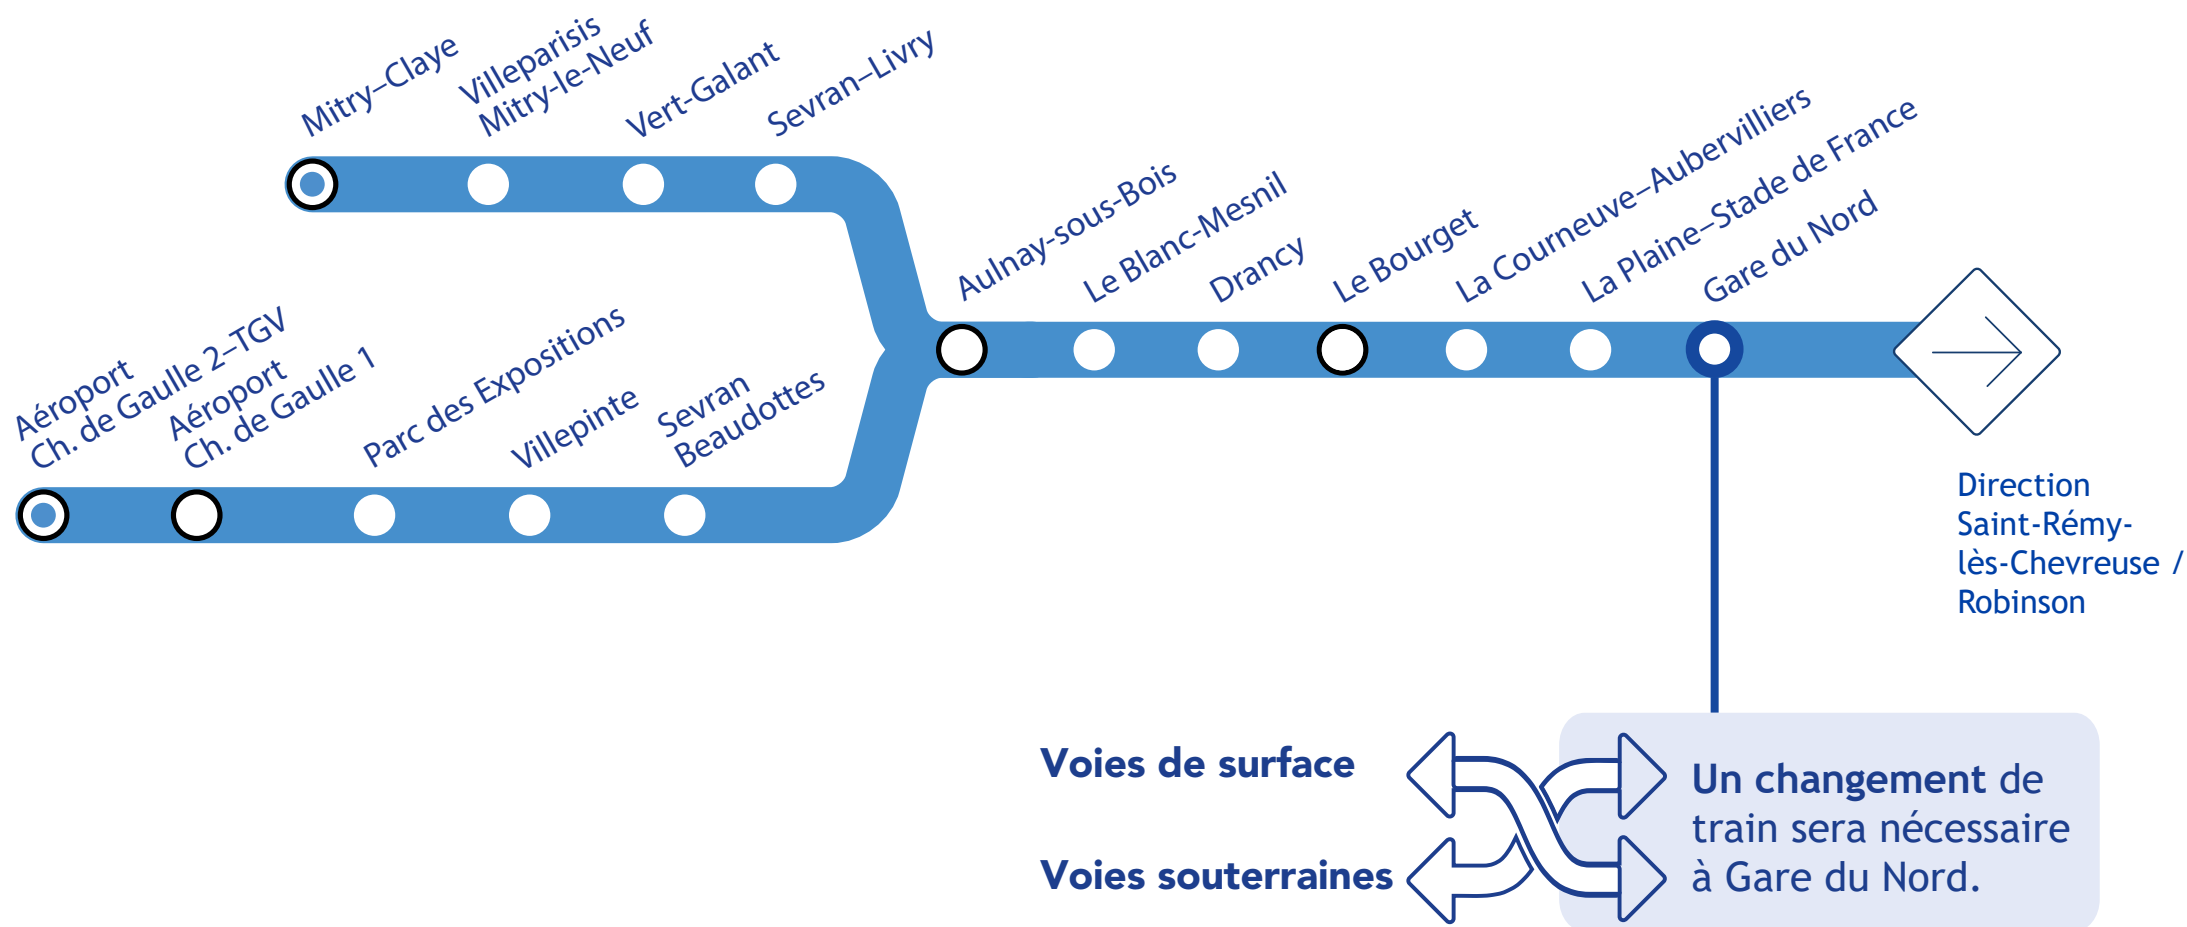 Mitry–Claye
Villeparisis
Mitry-le-Neuf
Vert-Galant
Sevran–Livry
Aulnay-sous-Bois
Le Blanc-Mesnil
Drancy
Le Bourget
La Courneuve–Aubervilliers
La Plaine–Stade de France
Gare du Nord
Aéroport
Ch. de Gaulle 2–TGV
Aéroport
Ch. de Gaulle 1
Parc des Expositions
Villepinte
Sevran
Beaudottes
Direction
Saint-Rémy-
lès-Chevreuse /
Robinson
Voies de surface
Voies souterraines
Un changement de
train sera nécessaire
à Gare du Nord.